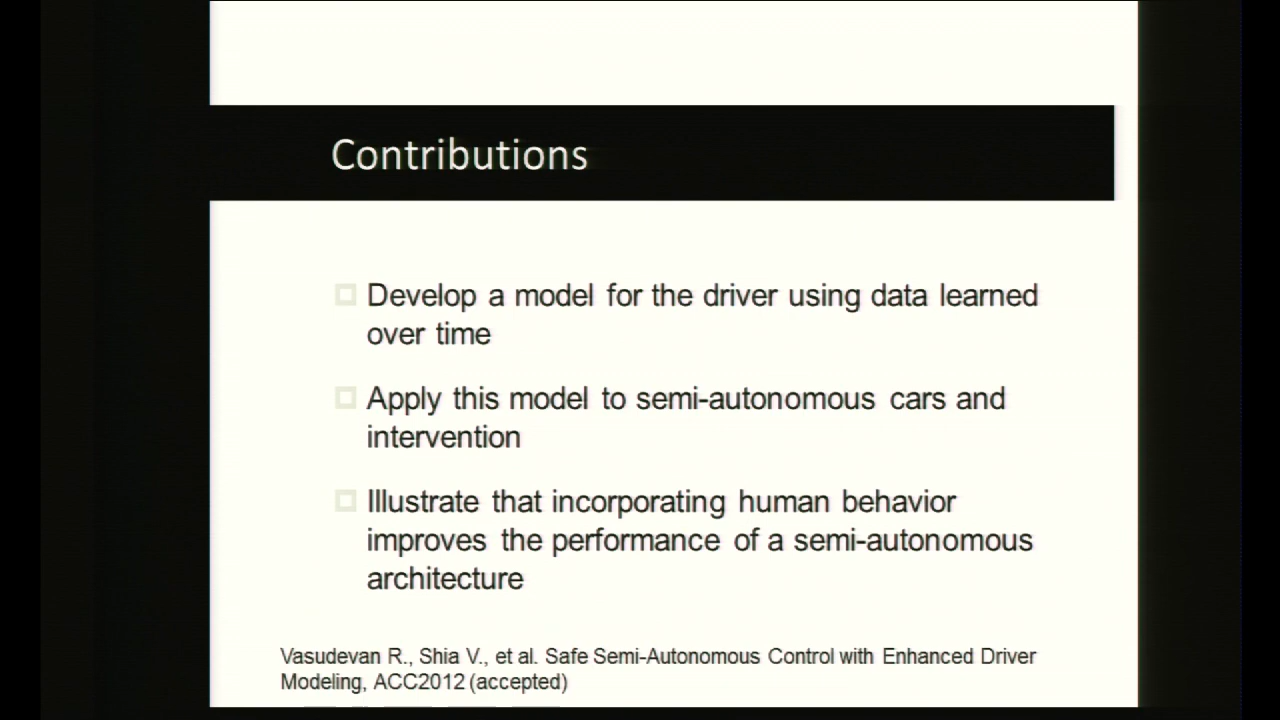 Contributions
Develop a model for the driver using data learned
over time
Apply this model to semi-autonomous cars and
intervention
Illustrate that incorporating human behavior
improves the performance of a semi-autonomous
architecture
Vasudevan R., Shia V., et al. Safe Semi-Autonomous Control with Enhanced Driver
Modeling, ACC2012 (accepted)